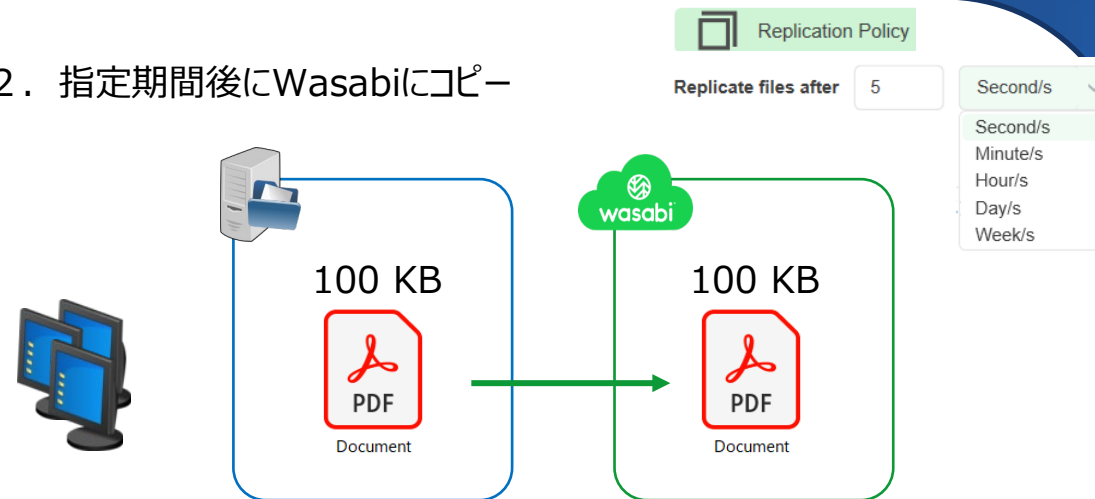 Replication Policy
2. 指定期間後にWasabiにコピー
Replicate files after 5 Second/s
Second/s
Minute/s
Hour/s
Day/s
Week/s
wasabi
100 KB
100 KB
PDF
PDF
Document
Document